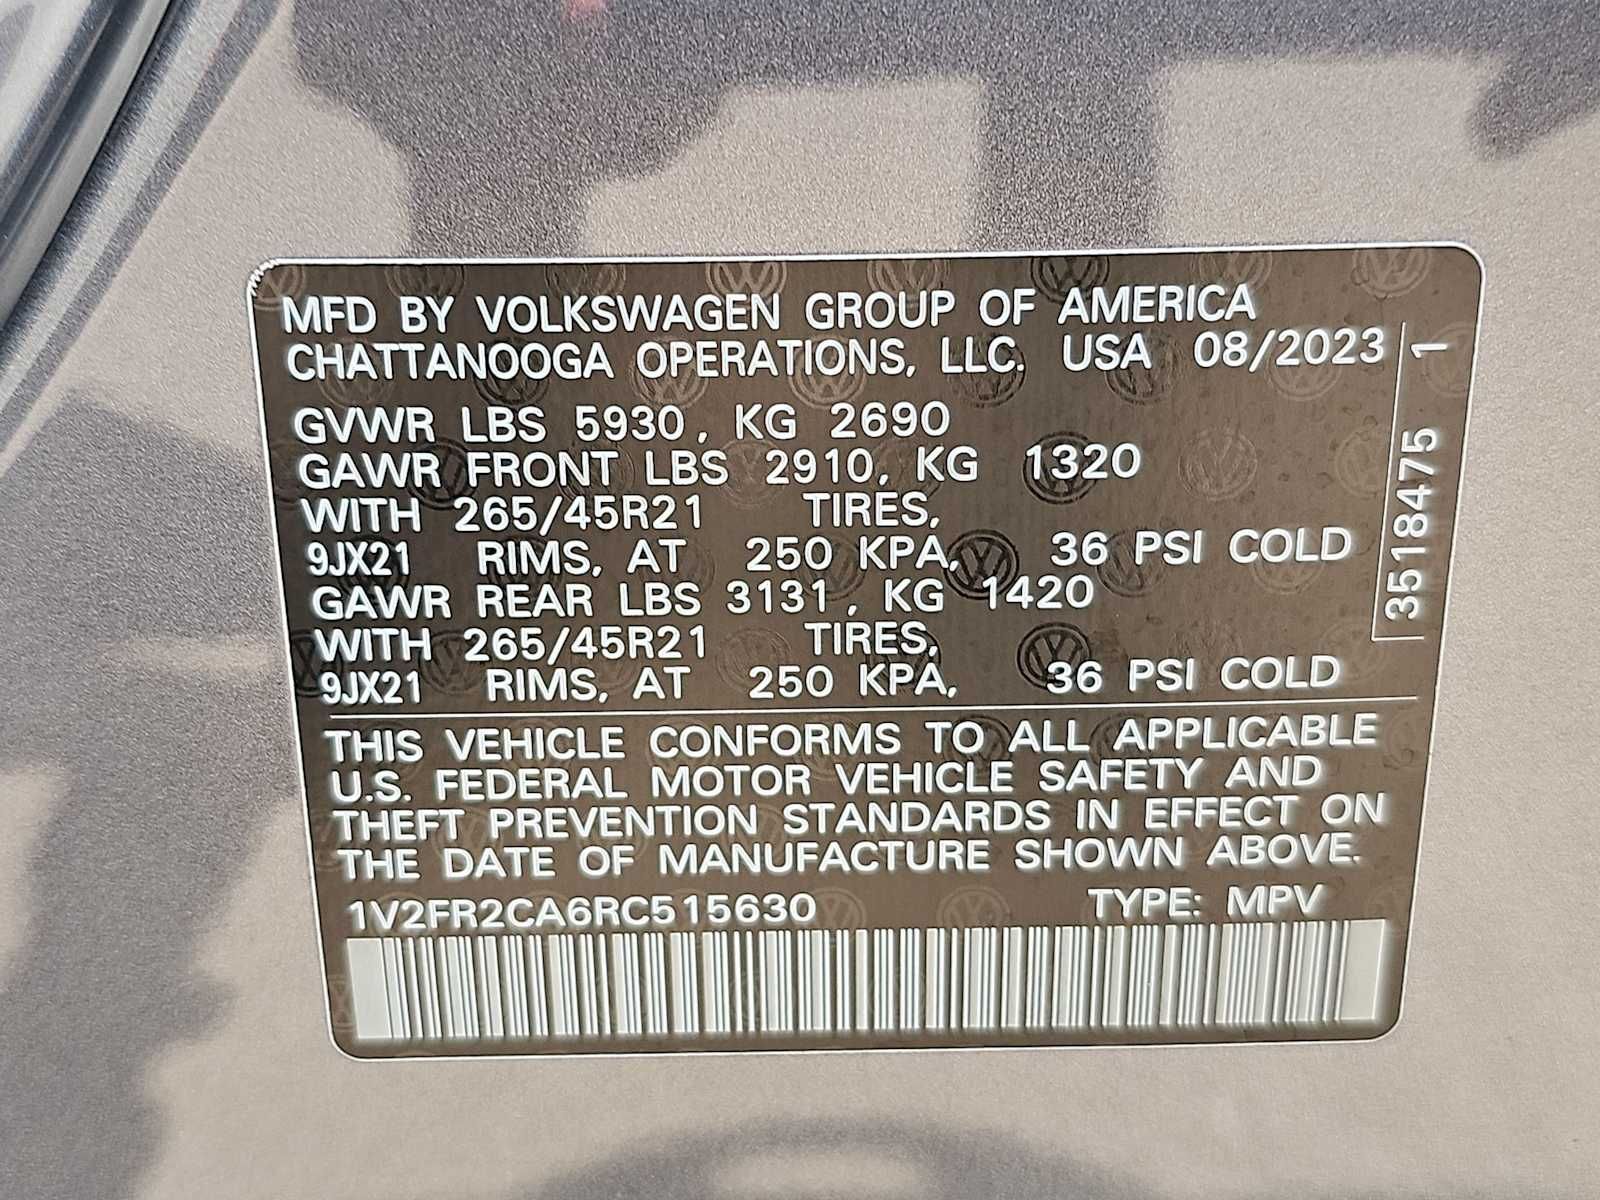 MFD BY VOLKSWAGEN GROUP OF AMERICA
CHATTANOOGA OPERATIONS, LLC. USA 08/2023
GVWR LBS 5930, KG 2690
GAWR FRONT LBS 2910, KG 1320
WITH 265/45R21 TIRES,
9JX21 RIMS, AT 250 KPA, 36 PSI COLD
GAWR REAR LBS 3131, KG 1420
WITH 265/45R21 TIRES,
9JX21 RIMS, AT 250 KPA, 36 PSI COLD
3518475 1
THIS VEHICLE CONFORMS TO ALL APPLICABLE
U.S. FEDERAL MOTOR VEHICLE SAFETY AND
THEFT PREVENTION STANDARDS IN EFFECT ON
THE DATE OF MANUFACTURE SHOWN ABOVE.
1V2FR2CA6RC515630 TYPE: MPV